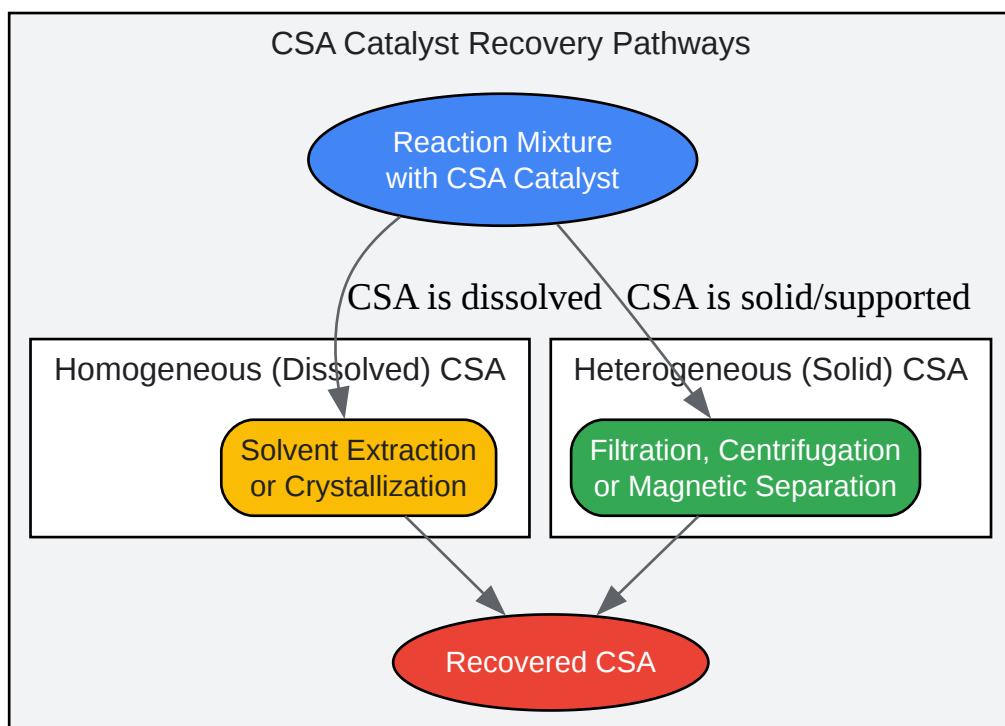 CSA Catalyst Recovery Pathways
Reaction Mixture
with CSA Catalyst
CSA is dissolved
CSA is solid/supported
Homogeneous (Dissolved) CSA
Heterogeneous (Solid) CSA
Solvent Extraction
or Crystallization
Filtration, Centrifugation
or Magnetic Separation
Recovered CSA